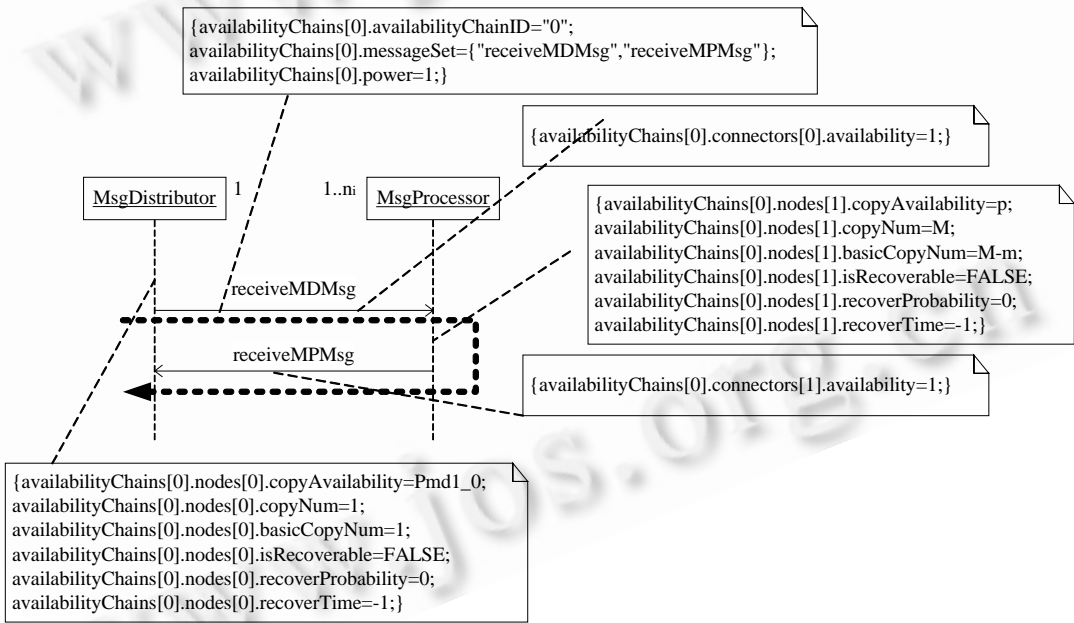 {availabilityChains[0].availabilityChainID="0";
availabilityChains[0].messageSet={"receiveMDMsg","receiveMPMsg"};
availabilityChains[0].power=1;}
{availabilityChains[0].connectors[0].availability=1;}
MsgDistributor
1
1..ni
MsgProcessor
{availabilityChains[0].nodes[1].copyAvailability=p;
availabilityChains[0].nodes[1].copyNum=M;
availabilityChains[0].nodes[1].basicCopyNum=M-m;
availabilityChains[0].nodes[1].isRecoverable=FALSE;
availabilityChains[0].nodes[1].recoverProbability=0;
availabilityChains[0].nodes[1].recoverTime=-1;}
receiveMDMsg
receiveMPMsg
{availabilityChains[0].connectors[1].availability=1;}
{availabilityChains[0].nodes[0].copyAvailability=Pmd1_0;
availabilityChains[0].nodes[0].copyNum=1;
availabilityChains[0].nodes[0].basicCopyNum=1;
availabilityChains[0].nodes[0].isRecoverable=FALSE;
availabilityChains[0].nodes[0].recoverProbability=0;
availabilityChains[0].nodes[0].recoverTime=-1;}
www.jos.org.cn